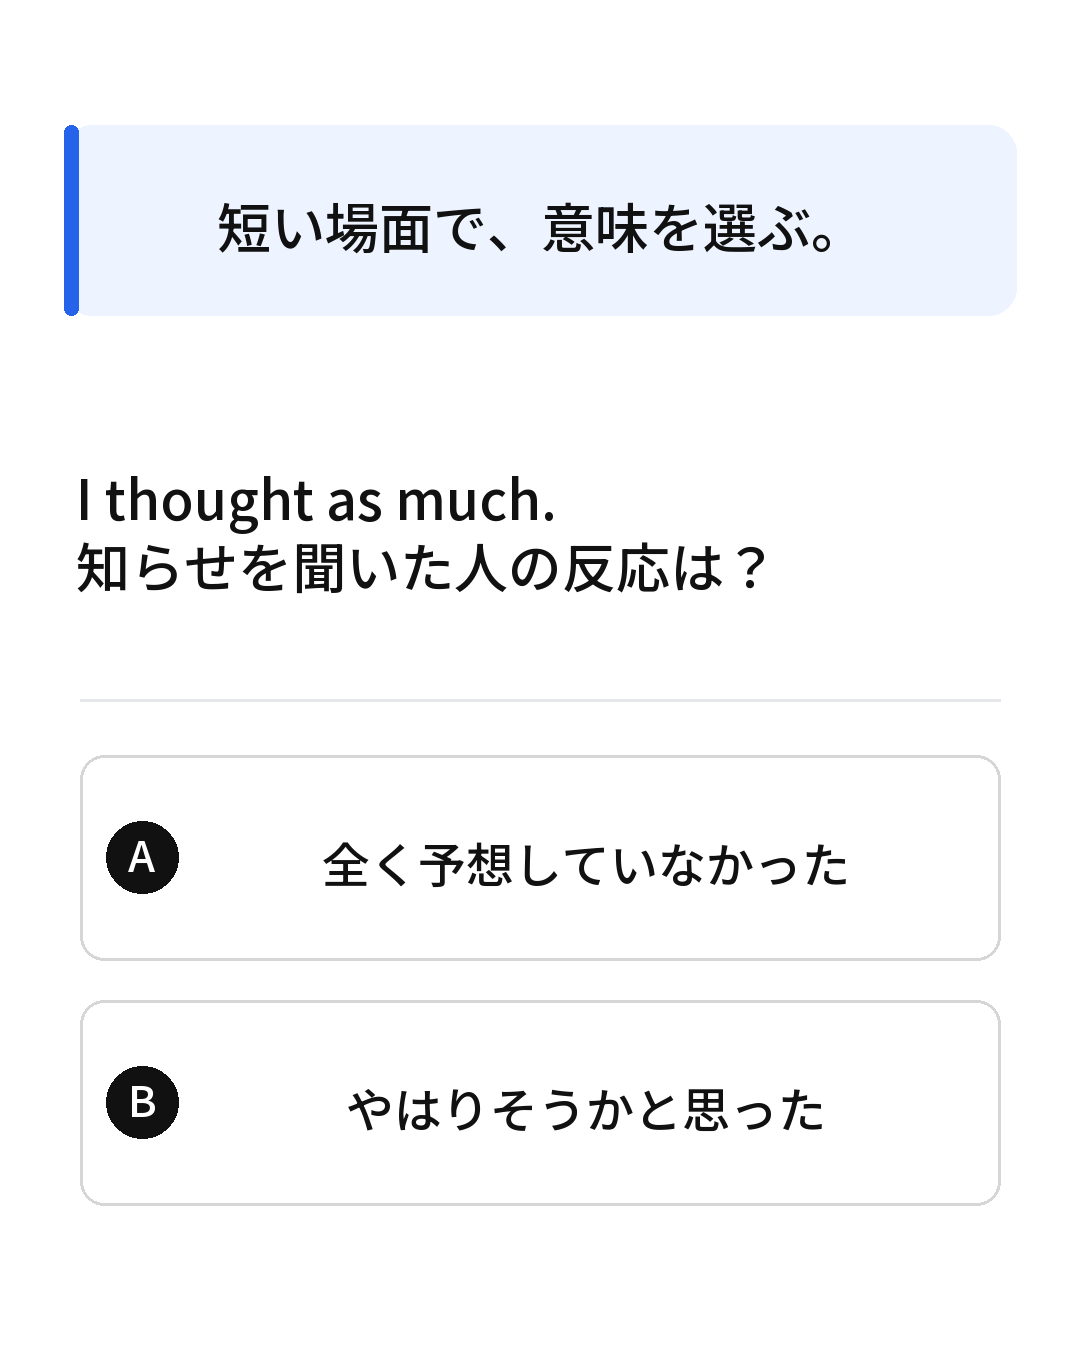 短い場面で、意味を選ぶ。
I thought as much.
知らせを聞いた人の反応は？
A 全く予想していなかった
B やはりそうかと思った